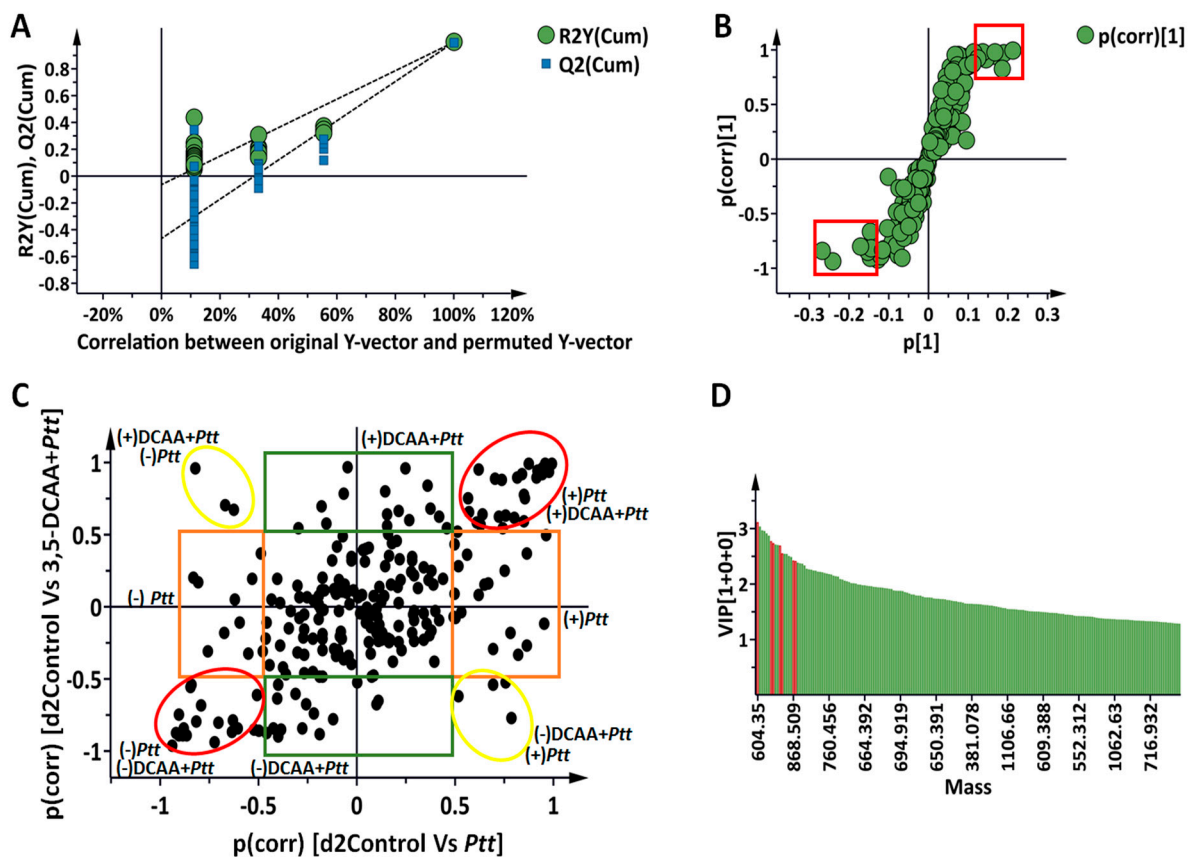 A
R2Y(Cum)
Q2(Cum)
R2Y(Cum), Q2(Cum)
0.8
0.6
0.4
0.2
0
-0.2
-0.4
-0.6
-0.8
-20% 0% 20% 40% 60% 80% 100% 120%
Correlation between original Y-vector and permuted Y-vector
B
p(corr)[1]
p(corr)[1]
1
0.5
0
-0.5
-1
-0.3 -0.2 -0.1 0 0.1 0.2 0.3
p[1]
C
p(corr) [d2Control Vs 3,5-DCAA+Ptt]
(+)DCAA+Ptt
(-)Ptt
(+)DCAA+Ptt
(+)Ptt
(+)DCAA+Ptt
(-) Ptt
(+)Ptt
(-)Ptt
(-)DCAA+Ptt
(-)DCAA+Ptt
(-)DCAA+Ptt
(+)Ptt
1
0.5
0
-0.5
-1
-1 -0.5 0 0.5 1
p(corr) [d2Control Vs Ptt]
D
VIP[1+0+0]
3
2
1
604.35
868.509
760.456
664.392
694.919
650.391
381.078
1106.66
609.388
552.312
1062.63
716.932
Mass